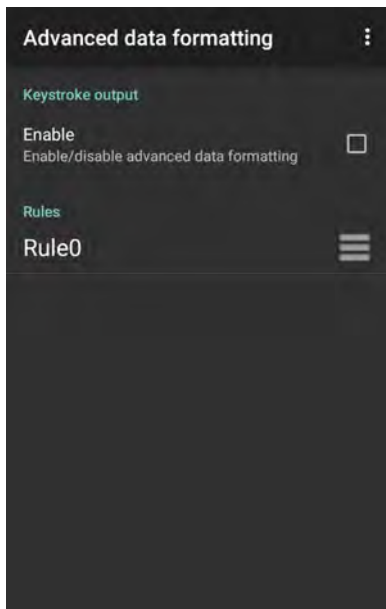 Advanced data formatting
Keystroke output
Enable
Enable/disable advanced data formatting
Rules
Rule0